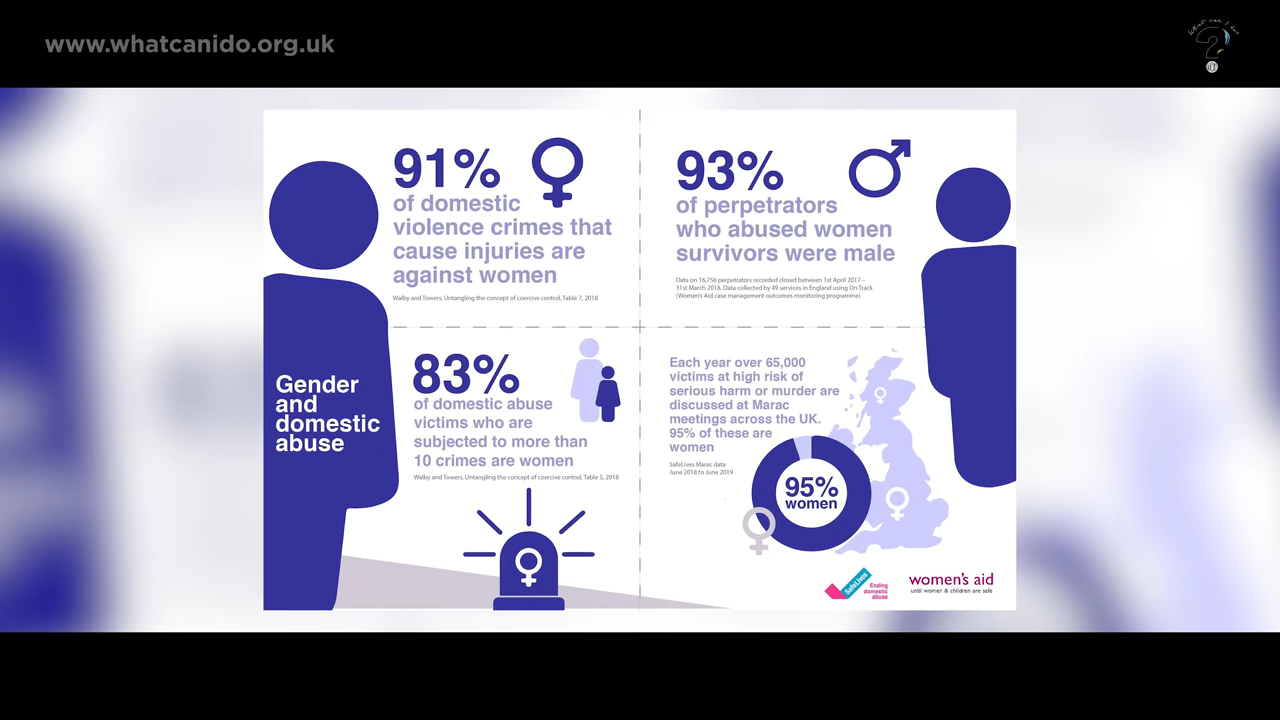 www.whatcanido.org.uk
What can I do
?
91%
of domestic
violence crimes that
cause injuries are
against women
Walby and Towers, Untangling the concept of coercive control, Table 7, 2018
93%
of perpetrators
who abused women
survivors were male
Data on 16,756 perpetrators recorded closed between 1st April 2017 –
31st March 2018. Data collected by 49 services in England using On Track
(Women's Aid case management outcomes monitoring programme)
Gender
and
domestic
abuse
83%
of domestic abuse
victims who are
subjected to more than
10 crimes are women
Walby and Towers, Untangling the concept of coercive control, Table 5, 2018
Each year over 65,000
victims at high risk of
serious harm or murder are
discussed at Marac
meetings across the UK.
95% of these are
women
SafeLives Marac data
June 2018 to June 2019
95%
women
SafeLives
Ending
domestic
abuse
women's aid
until women & children are safe